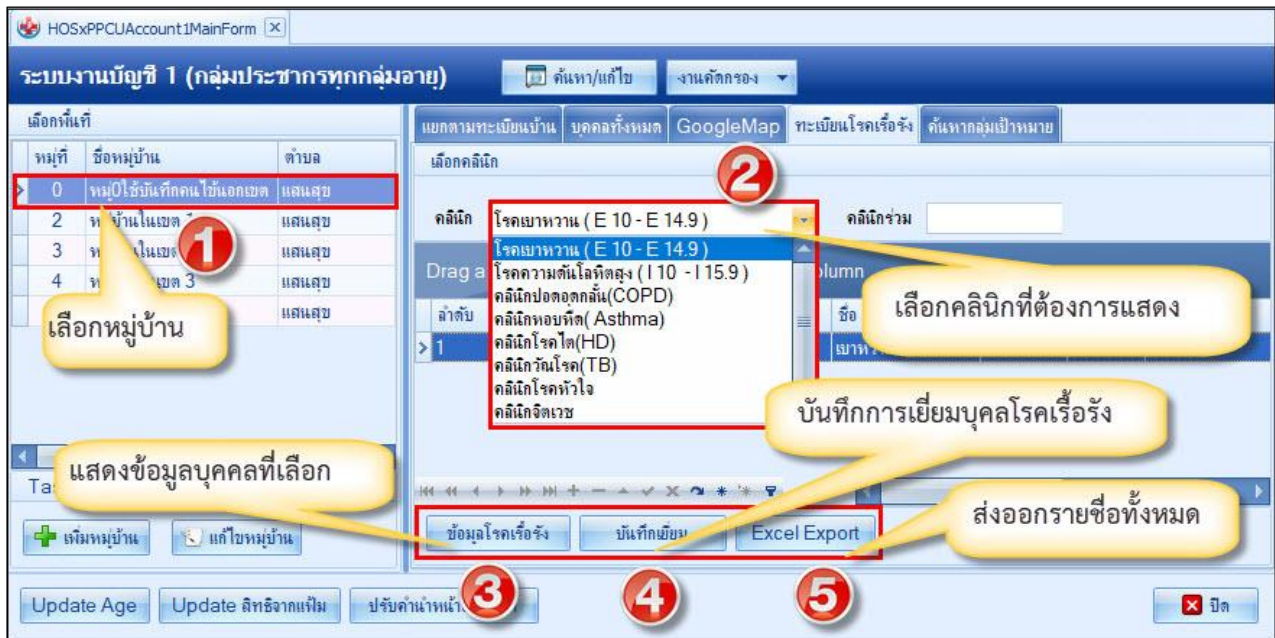 HOSxPPCUAccount1MainForm
ระบบงานบัญชี 1 (กลุ่มประชากรทุกกลุ่มอายุ)
ค้นหา/แก้ไข
งานคัดกรอง
เลือกพื้นที่
แยกตามทะเบียนบ้าน บุคคลทั้งหมด GoogleMap ทะเบียนโรคเรื้อรัง ค้นหากลุ่มเป้าหมาย
หมู่ที่ ชื่อหมู่บ้าน ตำบล
เลือกคลินิก
0 หมู่0ใช้บันทึกคนไข้นอกเขต แสนสุข
2 แสนสุข
3 แสนสุข
4 3 แสนสุข
แสนสุข
1
เลือกหมู่บ้าน
2
คลินิก โรคเบาหวาน ( E 10 - E 14.9 ) คลินิกร่วม
โรคเบาหวาน ( E 10 - E 14.9 )
โรคความดันโลหิตสูง ( I 10 - I 15.9 )
คลินิกปอดอุดกลั้น(COPD)
คลินิกหอบหืด( Asthma)
คลินิกโรคไต(HD)
คลินิกวัณโรค(TB)
คลินิกโรคหัวใจ
คลินิกจิตเวช
Drag a
ลำดับ ชื่อ
1
เลือกคลินิกที่ต้องการแสดง
บันทึกการเยี่ยมบุคลโรคเรื้อรัง
แสดงข้อมูลบุคคลที่เลือก
ส่งออกรายชื่อทั้งหมด
เพิ่มหมู่บ้าน แก้ไขหมู่บ้าน
ข้อมูลโรคเรื้อรัง บันทึกเยี่ยม Excel Export
3 4 5
Update Age Update สิทธิจากแฟ้ม ปรับคำนำหน้า
ปิด